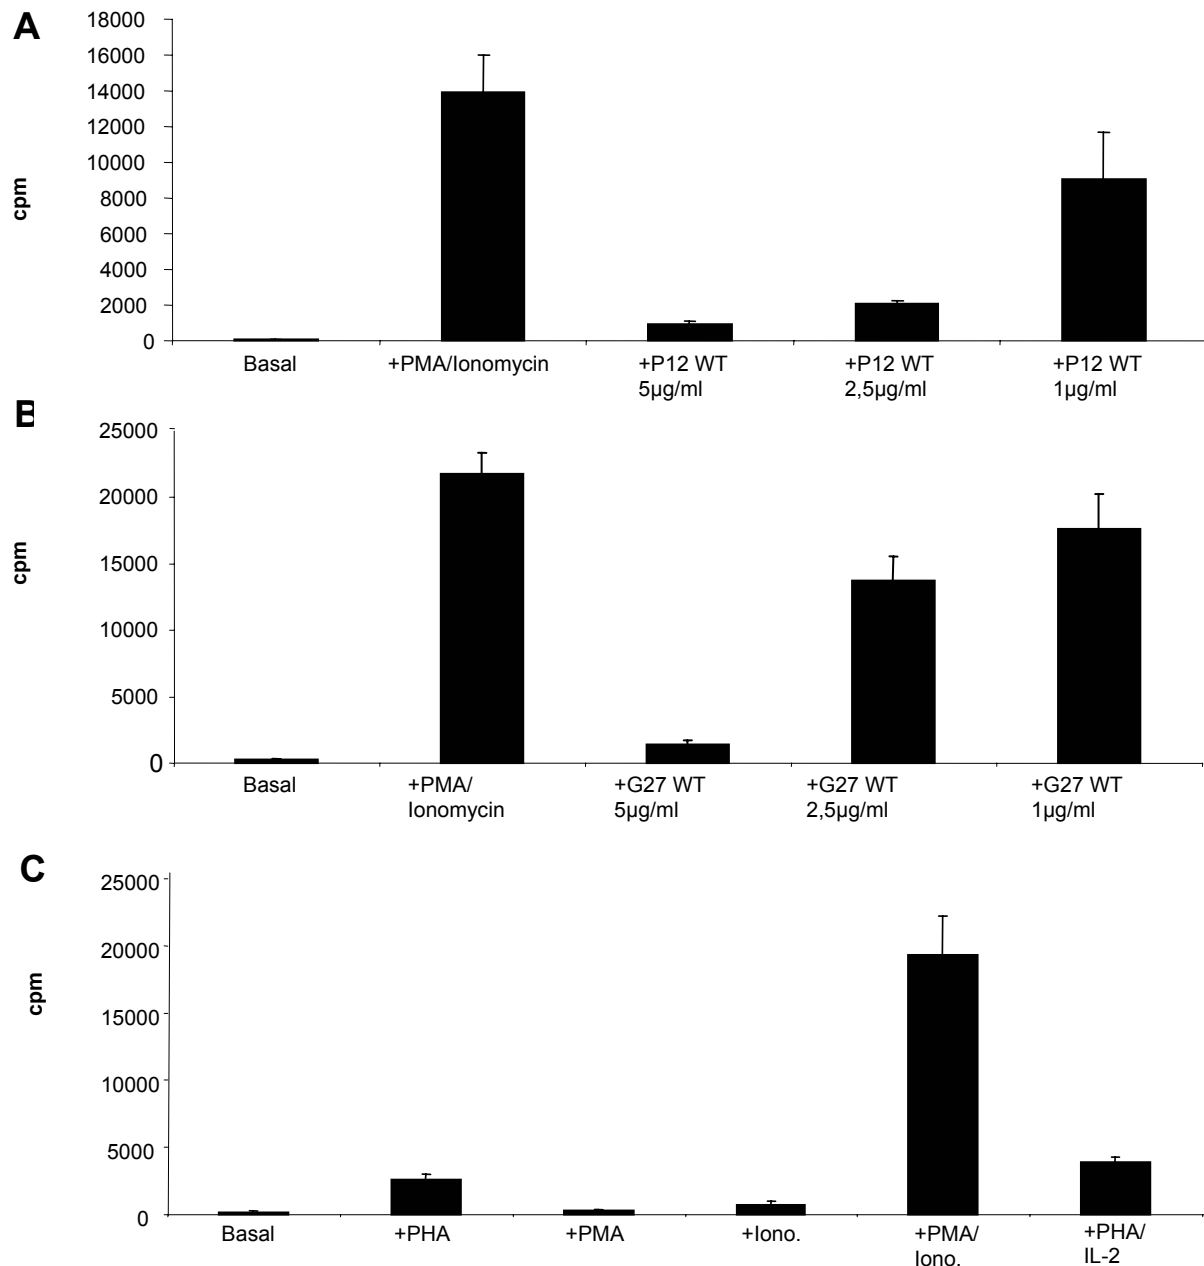 A
18000
16000
14000
12000
10000
8000
6000
4000
2000
0
cpm
Basal +PMA/Ionomycin +P12 WT +P12 WT +P12 WT
5µg/ml 2,5µg/ml 1µg/ml
B
25000
20000
15000
10000
5000
0
cpm
Basal +PMA/ +G27 WT +G27 WT +G27 WT
Ionomycin 5µg/ml 2,5µg/ml 1µg/ml
C
25000
20000
15000
10000
5000
0
cpm
Basal +PHA +PMA +Iono. +PMA/ +PHA/
Iono. IL-2